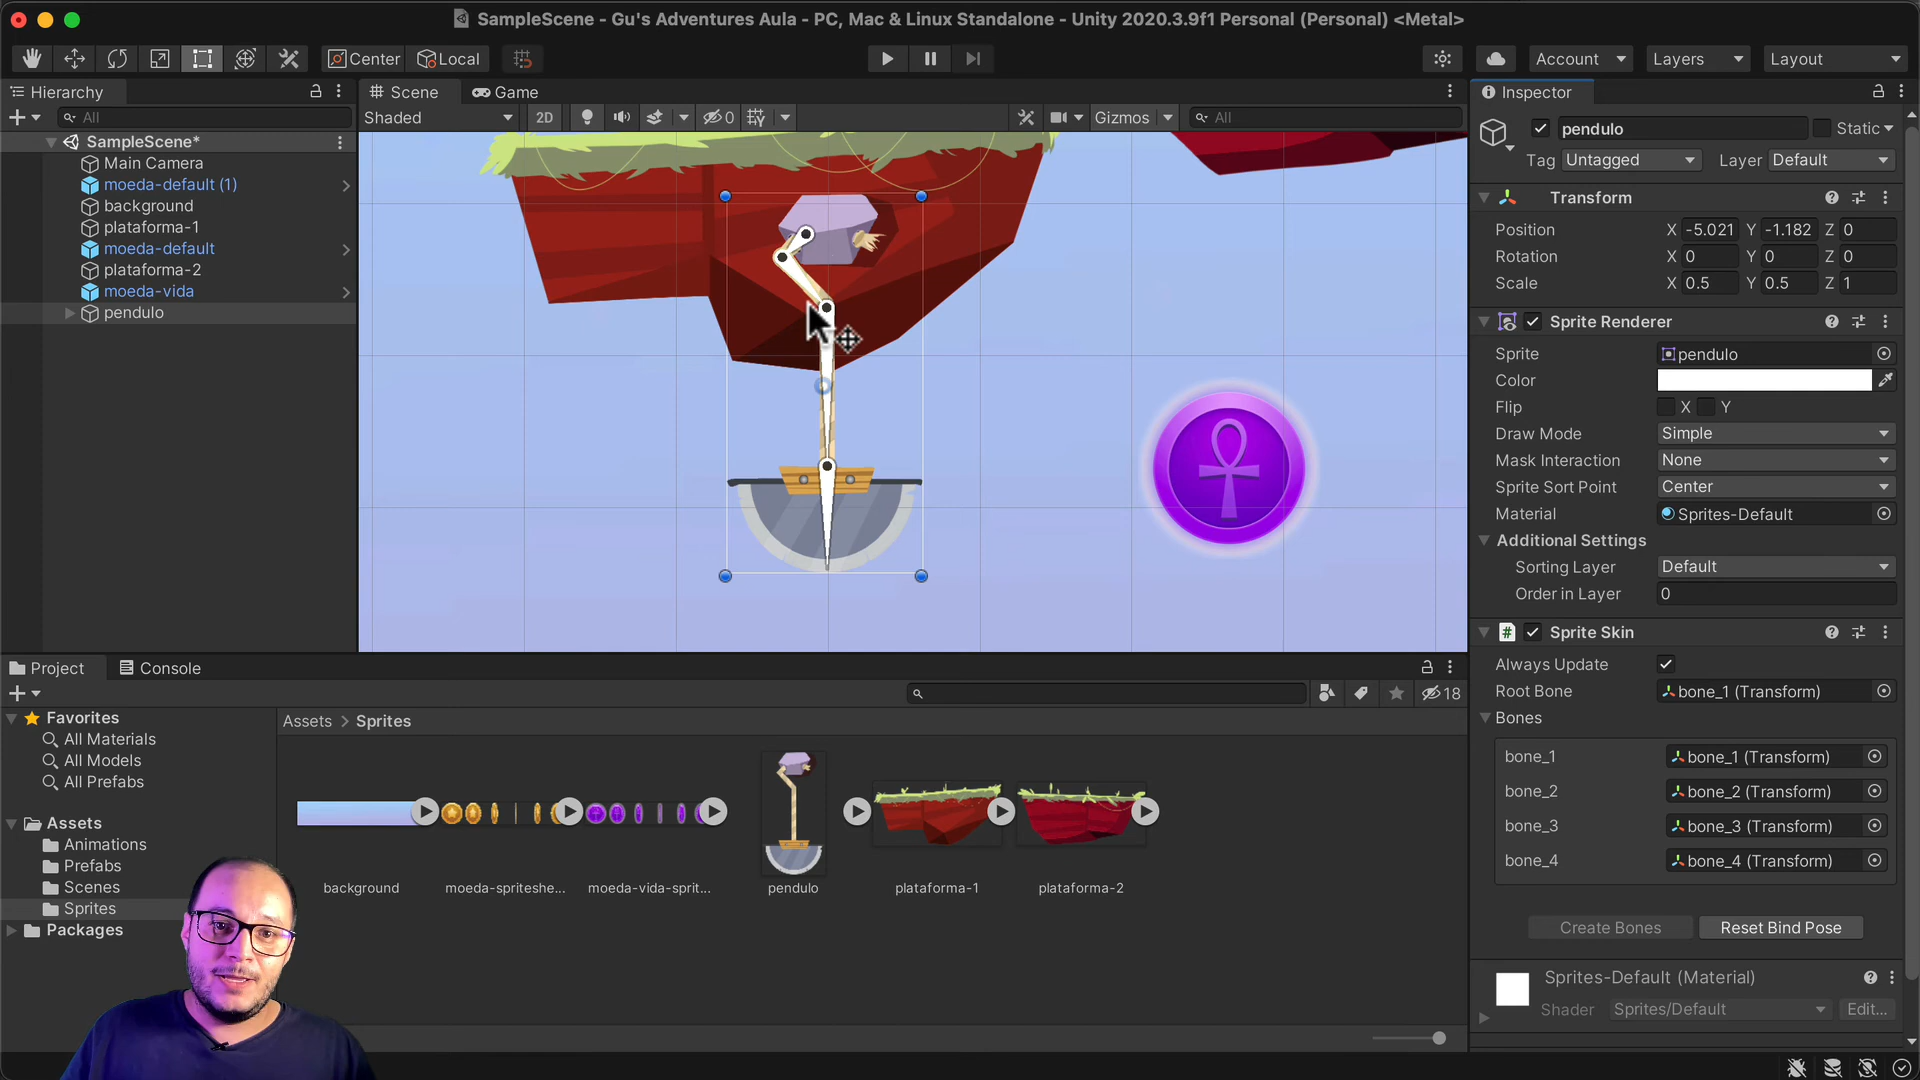 SampleScene - Gu's Adventures Aula - PC, Mac & Linux Standalone - Unity 2020.3.9f1 Personal (Personal) <Metal>
Center
Local
Account
Layers
Layout
Hierarchy
All
SampleScene*
Main Camera
moeda-default (1)
background
plataforma-1
moeda-default
plataforma-2
moeda-vida
pendulo
Scene
Game
Shaded
2D
0
Gizmos
All
Inspector
pendulo
Static
Tag
Untagged
Layer
Default
Transform
Position
X -5.021 Y -1.182 Z 0
Rotation
X 0 Y 0 Z 0
Scale
X 0.5 Y 0.5 Z 1
Sprite Renderer
Sprite
pendulo
Color
Flip
X Y
Draw Mode
Simple
Mask Interaction
None
Sprite Sort Point
Center
Material
Sprites-Default
Additional Settings
Sorting Layer
Default
Order in Layer
0
Sprite Skin
Always Update
Root Bone
bone_1 (Transform)
Bones
bone_1
bone_1 (Transform)
bone_2
bone_2 (Transform)
bone_3
bone_3 (Transform)
bone_4
bone_4 (Transform)
Create Bones
Reset Bind Pose
Sprites-Default (Material)
Shader
Sprites/Default
Edit...
Project
Console
18
Favorites
All Materials
All Models
All Prefabs
Assets
Animations
Prefabs
Scenes
Sprites
Packages
Assets > Sprites
background
moeda-spriteshe...
moeda-vida-sprit...
pendulo
plataforma-1
plataforma-2